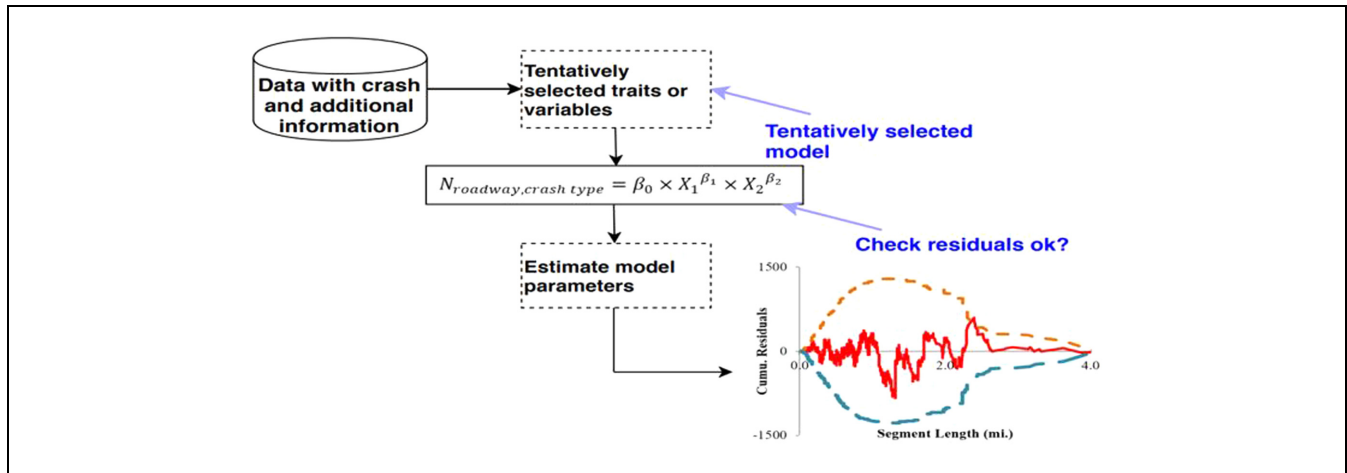 Data with crash
and additional
information
Tentatively
selected traits or
variables
Tentatively selected
model
N_{roadway,crash type} = β_0 × X_1^{β_1} × X_2^{β_2}
Check residuals ok?
Estimate model
parameters
1500
Cumu. Residuals
0
0.0
2.0
4.0
-1500
Segment Length (mi.)